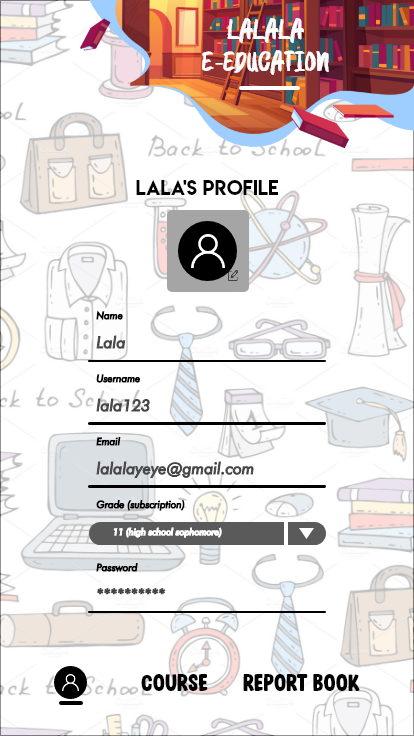 LALALA
E-EDUCATION
Back to School
LALA'S PROFILE
Name
Lala
Username
ck to School
lala123
Email
lalalayeye@gmail.com
Grade (subscription)
11 (high school sophomore)
Password
**********
ck to School
COURSE
REPORT BOOK